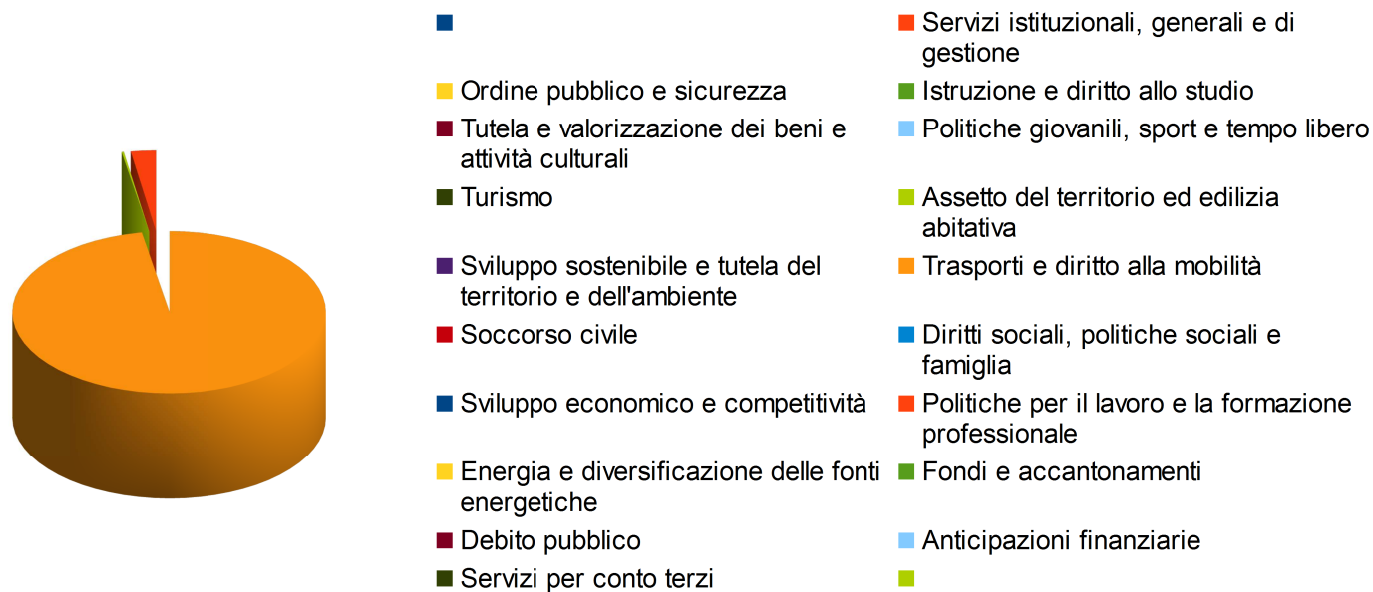 Servizi istituzionali, generali e di
gestione
Ordine pubblico e sicurezza
Istruzione e diritto allo studio
Tutela e valorizzazione dei beni e
attività culturali
Politiche giovanili, sport e tempo libero
Turismo
Assetto del territorio ed edilizia
abitativa
Sviluppo sostenibile e tutela del
territorio e dell'ambiente
Trasporti e diritto alla mobilità
Soccorso civile
Diritti sociali, politiche sociali e
famiglia
Sviluppo economico e competitività
Politiche per il lavoro e la formazione
professionale
Energia e diversificazione delle fonti
energetiche
Fondi e accantonamenti
Debito pubblico
Anticipazioni finanziarie
Servizi per conto terzi